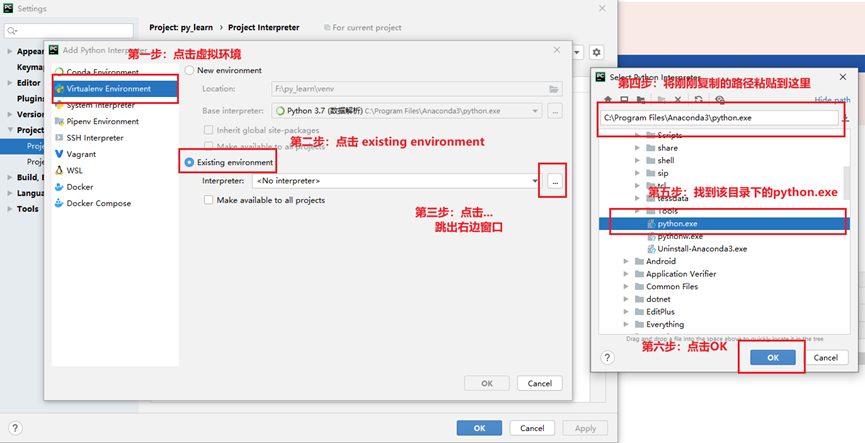 Settings
Project: py_learn › Project Interpreter
For current project
Appear
Keymap
Editor
Plugins
Version
Project
Proje
Proje
Build, E
Langua
Tools
Add Python Interpreter
第一步：点击虚拟环境
Conda Environment
Virtualenv Environment
System Interpreter
Pipenv Environment
SSH Interpreter
Vagrant
WSL
Docker
Docker Compose
New environment
Location: F:\py_learn\venv
Base interpreter: Python 3.7 (数据解析) C:\Program Files\Anaconda3\python.exe
...
Inherit global site-packages
Make available to all projects
第二步：点击 existing environment
Existing environment
Interpreter: <No interpreter>
...
Make available to all projects
第三步：点击...
跳出右边窗口
OK
Cancel
?
OK
Cancel
Apply
Select Python Interpreter
第四步：将刚刚复制的路径粘贴到这里
Hide path
C:\Program Files\Anaconda3\python.exe
Scripts
share
shell
sip
tcl
tessdata
第五步：找到该目录下的python.exe
Tools
python.exe
pythonw.exe
Uninstall-Anaconda3.exe
Android
Application Verifier
Common Files
dotnet
EditPlus
Everything
Drag and drop a file into the space above to quickly locate it in the tree
第六步：点击OK
?
OK
Cancel